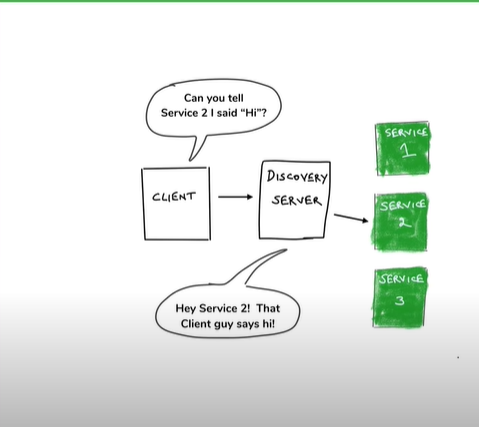 Can you tell
Service 2 I said "Hi"?
CLIENT
DISCOVERY
SERVER
SERVICE
1
SERVICE
2
SERVICE
3
Hey Service 2! That
Client guy says hi!